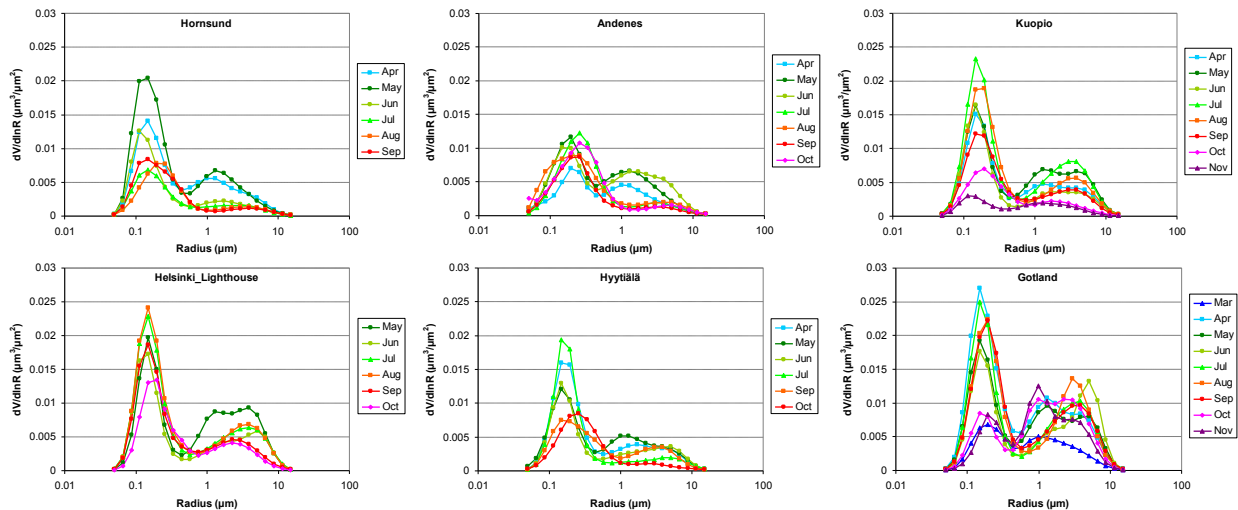 Hornsund
dV/dlnR (µm³/µm²)
0.03
0.025
0.02
0.015
0.01
0.005
0
0.01
0.1
1
10
100
Radius (µm)
Apr
May
Jun
Jul
Aug
Sep
Andenes
dV/dlnR (µm³/µm²)
0.03
0.025
0.02
0.015
0.01
0.005
0
0.01
0.1
1
10
100
Radius (µm)
Apr
May
Jun
Jul
Aug
Sep
Oct
Kuopio
dV/dlnR (µm³/µm²)
0.03
0.025
0.02
0.015
0.01
0.005
0
0.01
0.1
1
10
100
Radius (µm)
Apr
May
Jun
Jul
Aug
Sep
Oct
Nov
Helsinki_Lighthouse
dV/dlnR (µm³/µm²)
0.03
0.025
0.02
0.015
0.01
0.005
0
0.01
0.1
1
10
100
Radius (µm)
May
Jun
Jul
Aug
Sep
Oct
Hyytiälä
dV/dlnR (µm³/µm²)
0.03
0.025
0.02
0.015
0.01
0.005
0
0.01
0.1
1
10
100
Radius (µm)
Apr
May
Jun
Jul
Sep
Oct
Gotland
dV/dlnR (µm³/µm²)
0.03
0.025
0.02
0.015
0.01
0.005
0
0.01
0.1
1
10
100
Radius (µm)
Mar
Apr
May
Jun
Jul
Aug
Sep
Oct
Nov